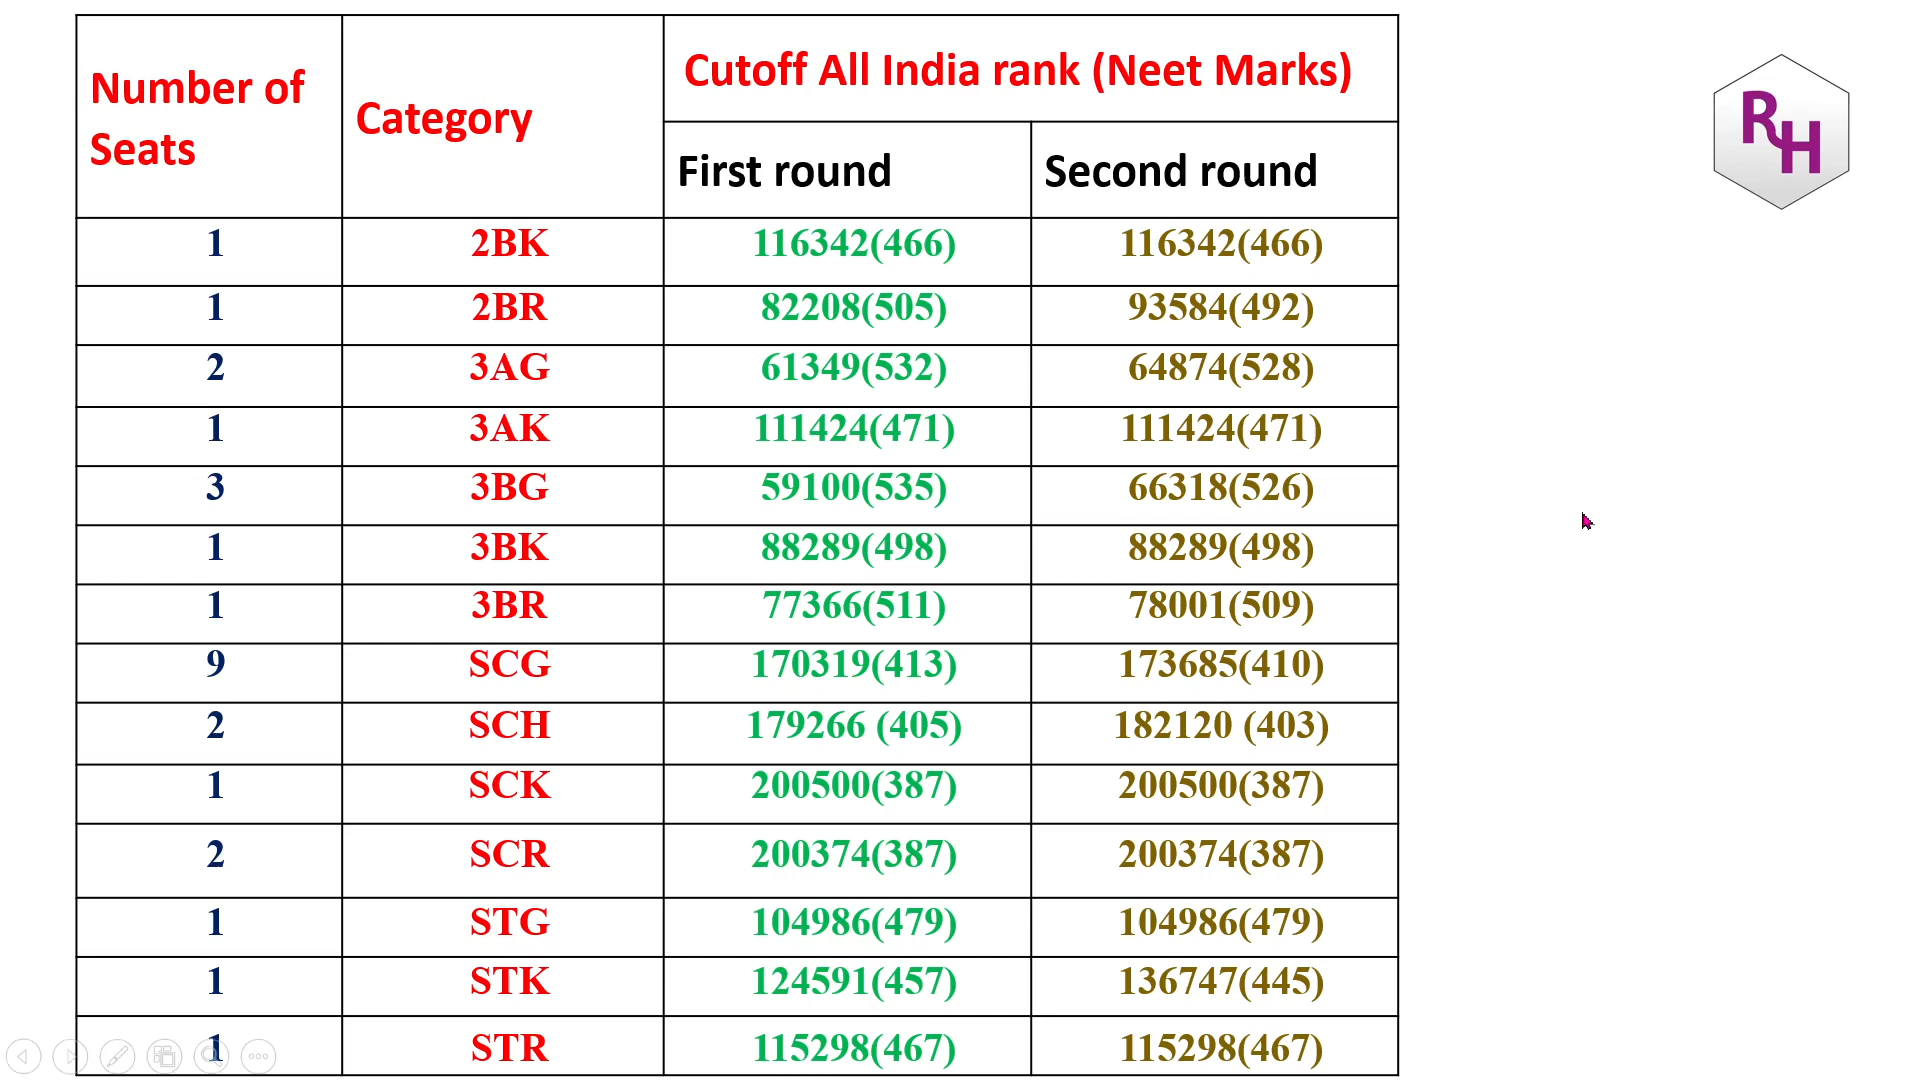 Number of Seats Category Cutoff All India rank (Neet Marks)
First round Second round
1 2BK 116342(466) 116342(466)
1 2BR 82208(505) 93584(492)
2 3AG 61349(532) 64874(528)
1 3AK 111424(471) 111424(471)
3 3BG 59100(535) 66318(526)
1 3BK 88289(498) 88289(498)
1 3BR 77366(511) 78001(509)
9 SCG 170319(413) 173685(410)
2 SCH 179266 (405) 182120 (403)
1 SCK 200500(387) 200500(387)
2 SCR 200374(387) 200374(387)
1 STG 104986(479) 104986(479)
1 STK 124591(457) 136747(445)
1 STR 115298(467) 115298(467)
RH